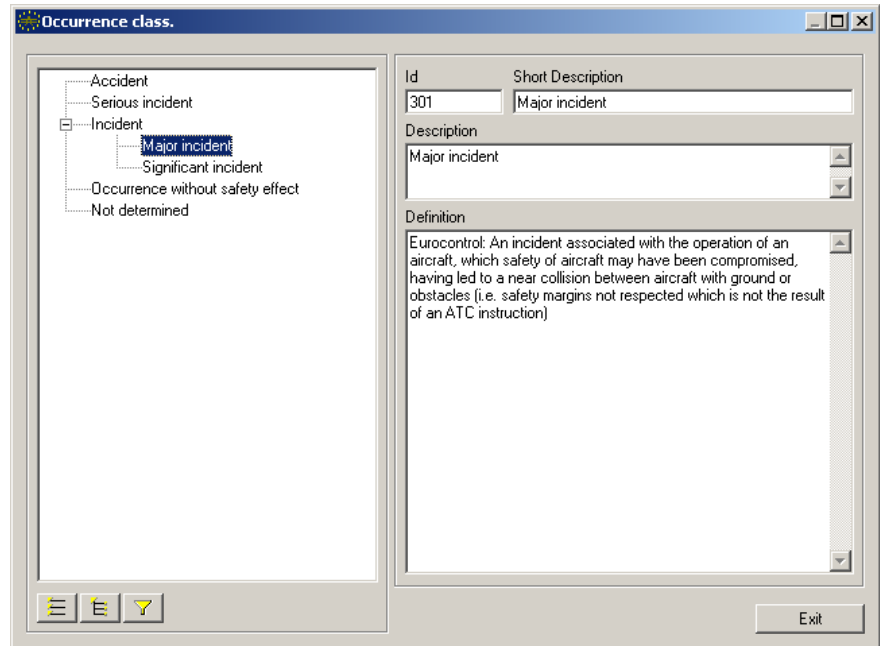 Occurrence class.
Accident
Serious incident
Incident
Major incident
Significant incident
Occurrence without safety effect
Not determined
Id
Short Description
301
Major incident
Description
Major incident
Definition
Eurocontrol: An incident associated with the operation of an
aircraft, which safety of aircraft may have been compromised,
having led to a near collision between aircraft with ground or
obstacles (i.e. safety margins not respected which is not the result
of an ATC instruction)
Exit